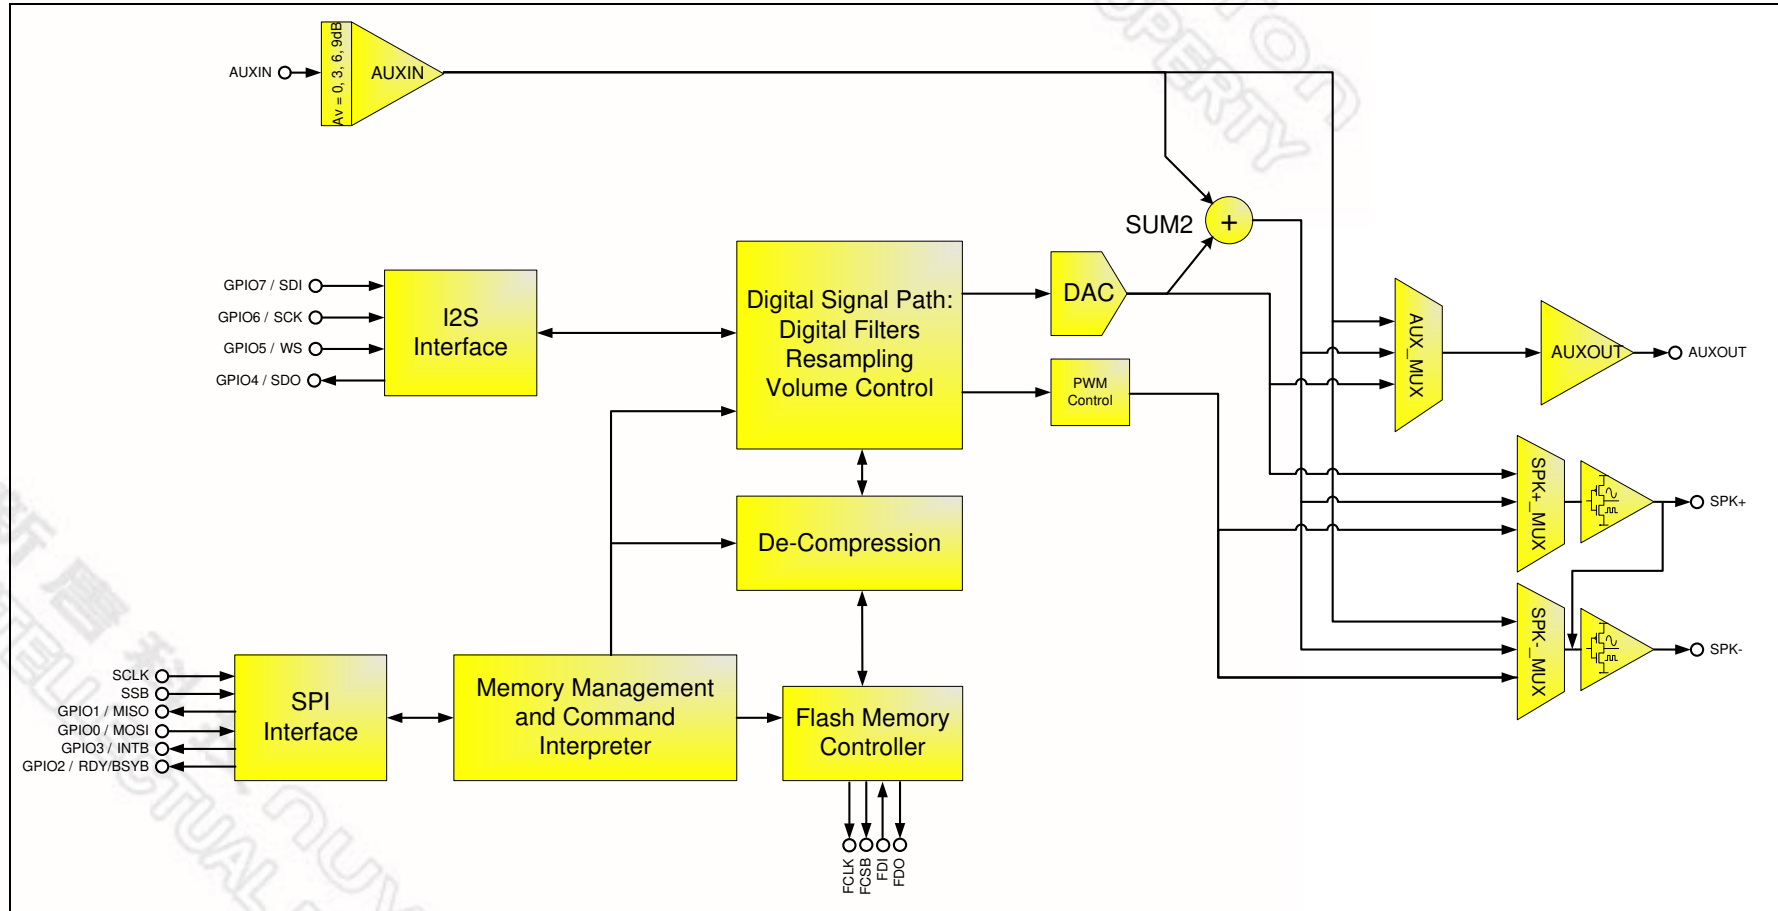 AUXIN
Av = 0, 3, 6, 9dB
AUXIN
SUM2
+
GPIO7 / SDI
GPIO6 / SCK
GPIO5 / WS
GPIO4 / SDO
I2S
Interface
Digital Signal Path:
Digital Filters
Resampling
Volume Control
DAC
PWM
Control
AUX_MUX
AUXOUT
AUXOUT
SPK+_MUX
SPK+
De-Compression
SPK-_MUX
SPK-
SCLK
SSB
GPIO1 / MISO
GPIO0 / MOSI
GPIO3 / INTB
GPIO2 / RDY/BSYB
SPI
Interface
Memory Management
and Command
Interpreter
Flash Memory
Controller
FCLK
FCSB
FDI
FDO